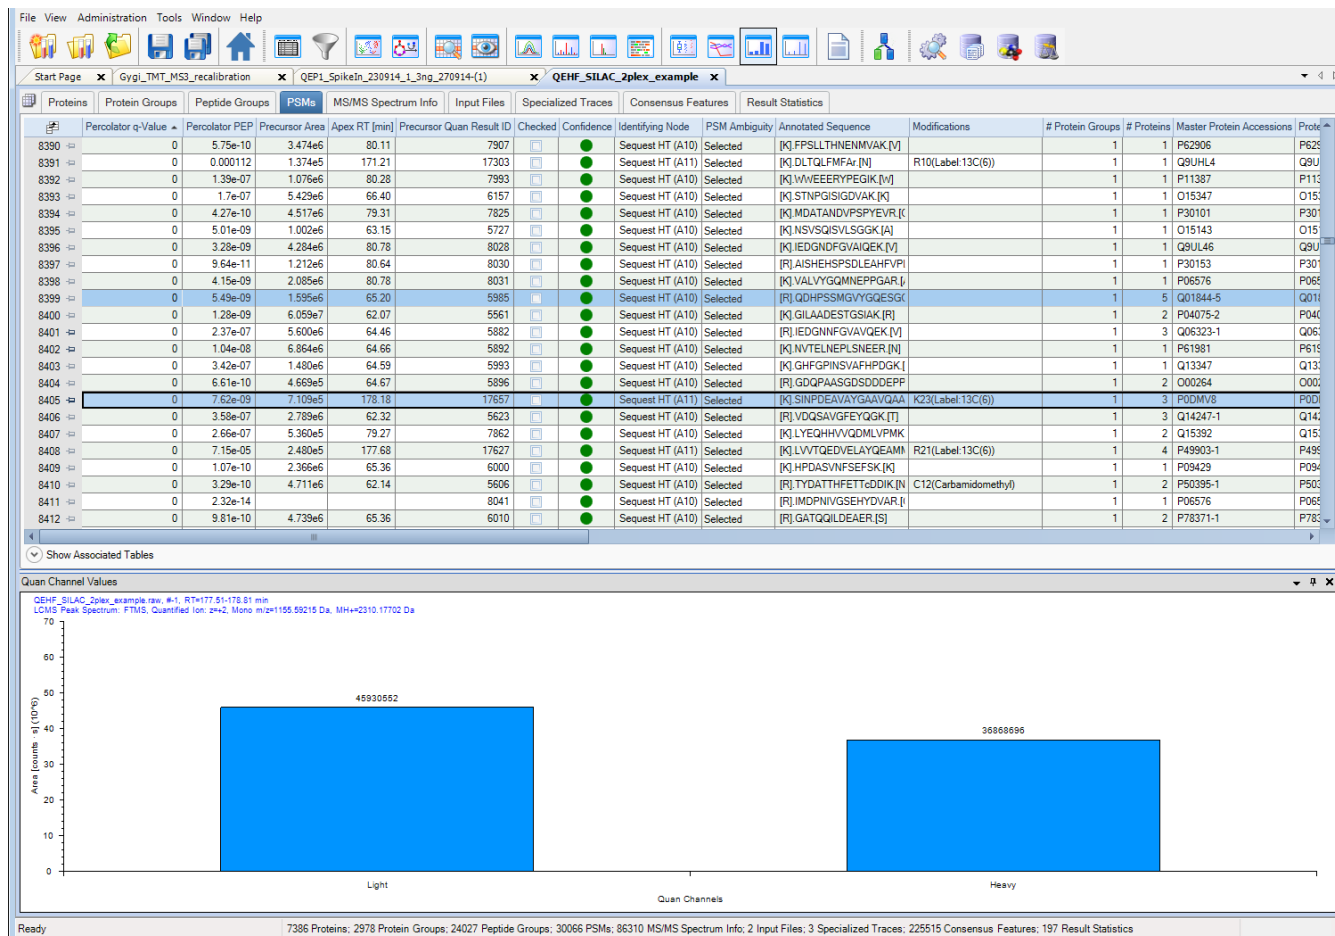 File View Administration Tools Window Help
Start Page Gygi_TMT_MS3_recalibration QEP1_SpikeIn_230914_1_3ng_270914-(1) QEHF_SILAC_2plex_example
Proteins Protein Groups Peptide Groups PSMs MS/MS Spectrum Info Input Files Specialized Traces Consensus Features Result Statistics
Percolator q-Value Percolator PEP Precursor Area Apex RT [min] Precursor Quan Result ID Checked Confidence Identifying Node PSM Ambiguity Annotated Sequence Modifications # Protein Groups # Proteins Master Protein Accessions Prote
8390 0 5.75e-10 3.474e6 80.11 7907 Sequest HT (A10) Selected [K].FPSLLTHNENMVAK.[V] 1 1 P62906 P629
8391 0 0.000112 1.374e5 171.21 17303 Sequest HT (A11) Selected [K].DLTQLFMFAr.[N] R10(Label:13C(6)) 1 1 Q9UHL4 Q9U
8392 0 1.39e-07 1.076e6 80.28 7993 Sequest HT (A10) Selected [K].WWEEERYPEGIK.[W] 1 1 P11387 P113
8393 0 1.7e-07 5.429e6 66.40 6157 Sequest HT (A10) Selected [K].STNPGISIGDVAK.[K] 1 1 O15347 O153
8394 0 4.27e-10 4.517e6 79.31 7825 Sequest HT (A10) Selected [K].MDATANDVPSPYEVR.[ 1 1 P30101 P301
8395 0 5.01e-09 1.002e6 63.15 5727 Sequest HT (A10) Selected [K].NSVSQISVLSGGK.[A] 1 1 O15143 O151
8396 0 3.28e-09 4.284e6 80.78 8028 Sequest HT (A10) Selected [K].IEDGNDFGVAIQEK.[V] 1 1 Q9UL46 Q9U
8397 0 9.64e-11 1.212e6 80.64 8030 Sequest HT (A10) Selected [R].AISHEHSPSDLEAHFVPI 1 1 P30153 P301
8398 0 4.15e-09 2.085e6 80.78 8031 Sequest HT (A10) Selected [K].VALVYGQMNEPPGAR.[ 1 1 P06576 P065
8399 0 5.49e-09 1.595e6 65.20 5985 Sequest HT (A10) Selected [R].QDHPSSMGVYGQESG 1 5 Q01844-5 Q018
8400 0 1.28e-09 6.059e7 62.07 5561 Sequest HT (A10) Selected [K].GILAADESTGSIAK.[R] 1 2 P04075-2 P040
8401 0 2.37e-07 5.600e6 64.46 5882 Sequest HT (A10) Selected [R].IEDGNNFGVAVQEK.[V] 1 3 Q06323-1 Q063
8402 0 1.04e-08 6.864e6 64.66 5892 Sequest HT (A10) Selected [K].NVTELNEPLSNEER.[N] 1 1 P61981 P619
8403 0 3.42e-07 1.480e6 64.59 5993 Sequest HT (A10) Selected [K].GHFGPINSVAFHPDGK.[ 1 1 Q13347 Q133
8404 0 6.61e-10 4.669e5 64.67 5896 Sequest HT (A10) Selected [R].GDQPAASGDSDDDEPP 1 2 O00264 O002
8405 0 7.62e-09 7.109e5 178.18 17657 Sequest HT (A11) Selected [K].SINPDEAVAYGAAVQAA K23(Label:13C(6)) 1 3 P0DMV8 P0D
8406 0 3.58e-07 2.789e6 62.32 5623 Sequest HT (A10) Selected [R].VDQSAVGFEYQGK.[T] 1 3 Q14247-1 Q142
8407 0 2.66e-07 5.360e5 79.27 7862 Sequest HT (A10) Selected [K].LYEQHHVVQDMLVPMK 1 2 Q15392 Q153
8408 0 7.15e-05 2.480e5 177.68 17627 Sequest HT (A11) Selected [K].LVVTQEDVELAYQEAM R21(Label:13C(6)) 1 4 P49903-1 P499
8409 0 1.07e-10 2.366e6 65.36 6000 Sequest HT (A10) Selected [K].HPDASVNFSEFSK.[K] 1 1 P09429 P094
8410 0 3.29e-10 4.711e6 62.14 5606 Sequest HT (A10) Selected [R].TYDATTHFETTcDDIK.[N C12(Carbamidomethyl) 1 2 P50395-1 P503
8411 0 2.32e-14 8041 Sequest HT (A10) Selected [R].IMDPNIVGSEHYDVAR.[ 1 1 P06576 P065
8412 0 9.81e-10 4.739e6 65.36 6010 Sequest HT (A10) Selected [R].GATQQILDEAER.[S] 1 2 P78371-1 P783
Show Associated Tables
Quan Channel Values
QEHF_SILAC_2plex_example.raw, #-1, RT=177.51-178.81 min
LCMS Peak Spectrum: FTMS, Quantified Ion: z=+2, Mono m/z=1155.59215 Da, MH+=2310.17702 Da
70
60
50
40
30
20
10
0
Area [counts · s] (10^6)
45930552
36868696
Light Heavy
Quan Channels
Ready 7386 Proteins; 2978 Protein Groups; 24027 Peptide Groups; 30066 PSMs; 86310 MS/MS Spectrum Info; 2 Input Files; 3 Specialized Traces; 225515 Consensus Features; 197 Result Statistics